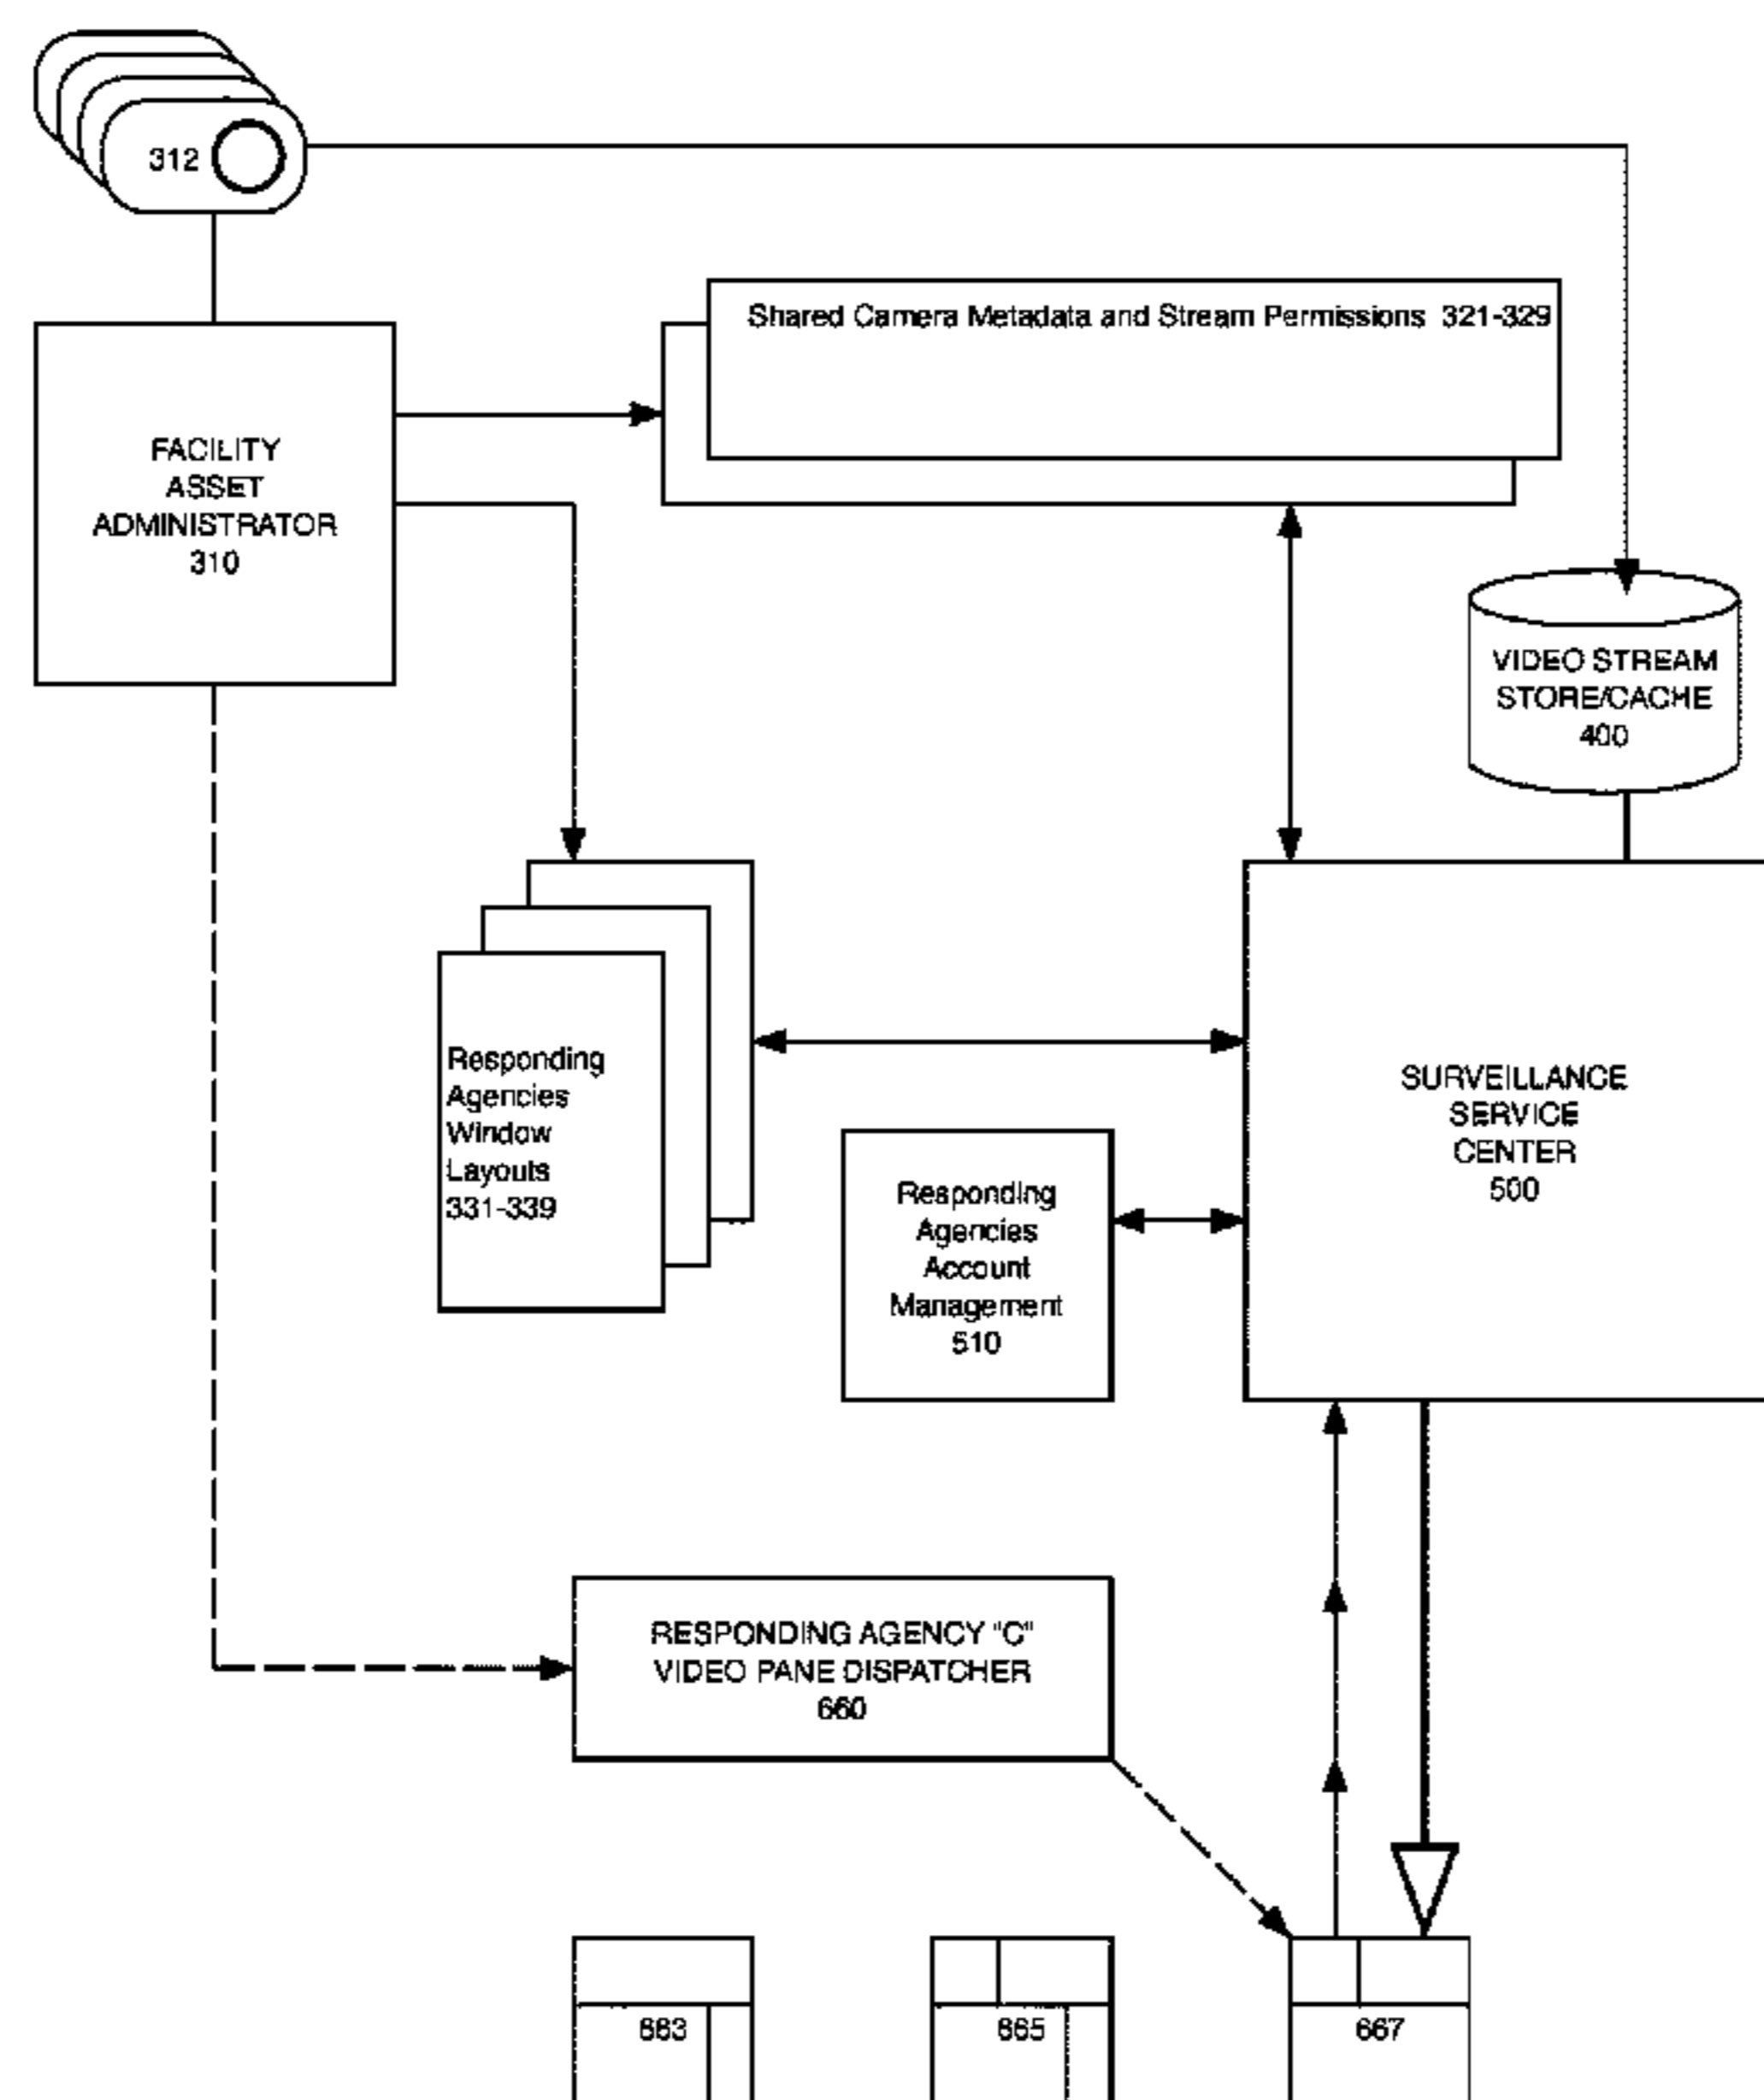 312
Shared Camera Metadata and Stream Permissions 321-329
FACILITY
ASSET
ADMINISTRATOR
310
VIDEO STREAM
STORE/CACHE
400
Responding
Agencies
Window
Layouts
331-339
SURVEILLANCE
SERVICE
CENTER
500
Responding
Agencies
Account
Management
510
RESPONDING AGENCY "C"
VIDEO PANE DISPATCHER
660
663
665
667